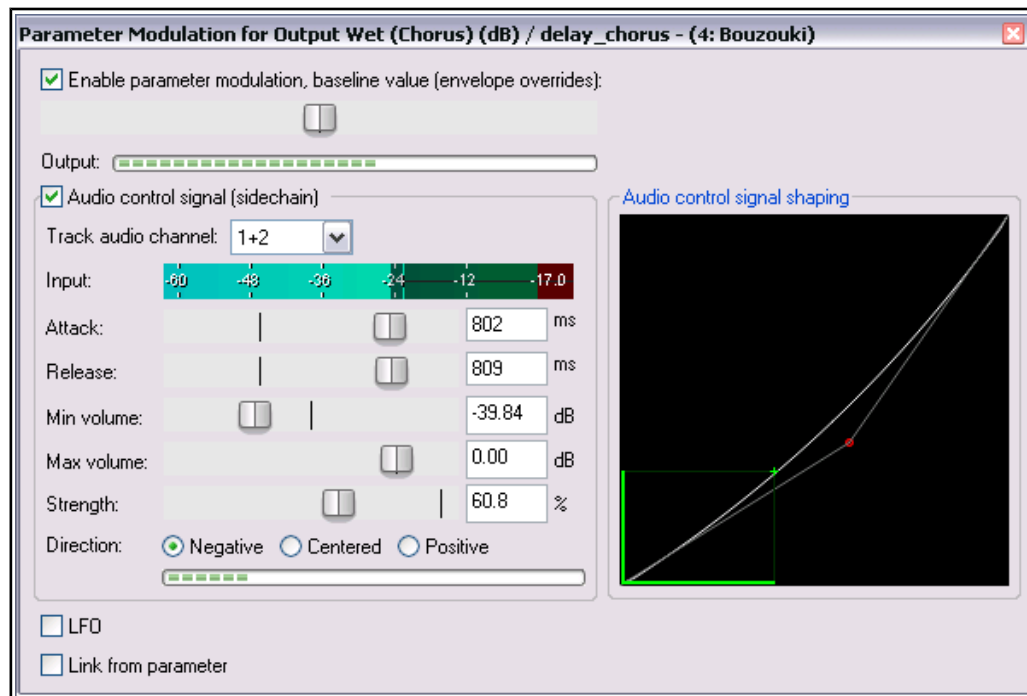 Parameter Modulation for Output Wet (Chorus) (dB) / delay_chorus - (4: Bouzouki)
Enable parameter modulation, baseline value (envelope overrides):
Output:
Audio control signal (sidechain)
Track audio channel: 1+2
Input: -60 -48 -36 -24 -12 -17.0
Attack: 802 ms
Release: 809 ms
Min volume: -39.84 dB
Max volume: 0.00 dB
Strength: 60.8 %
Direction: Negative Centered Positive
Audio control signal shaping
LFO
Link from parameter